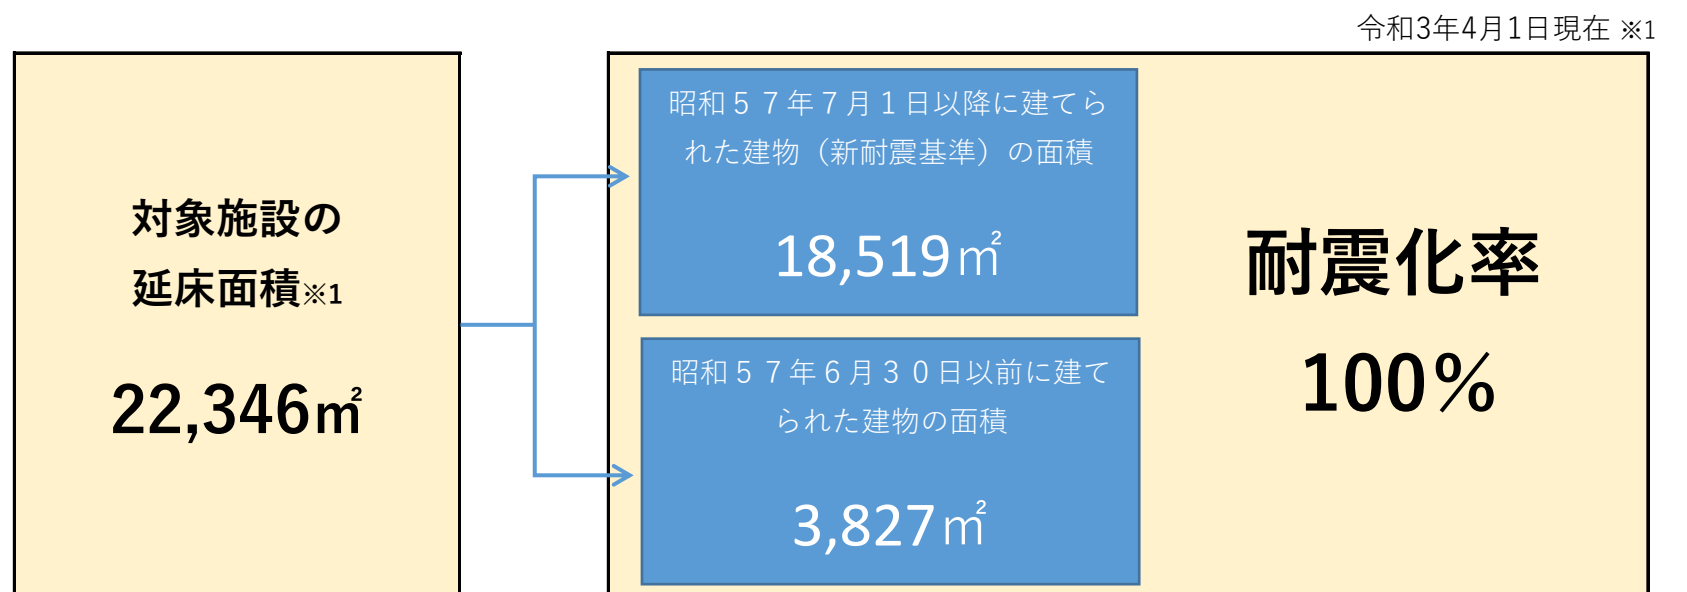 令和3年4月1日現在 ※1
対象施設の
延床面積※1
22,346㎡
昭和５７年７月１日以降に建てら
れた建物（新耐震基準）の面積
18,519㎡
昭和５７年６月３０日以前に建て
られた建物の面積
3,827㎡
耐震化率
100％